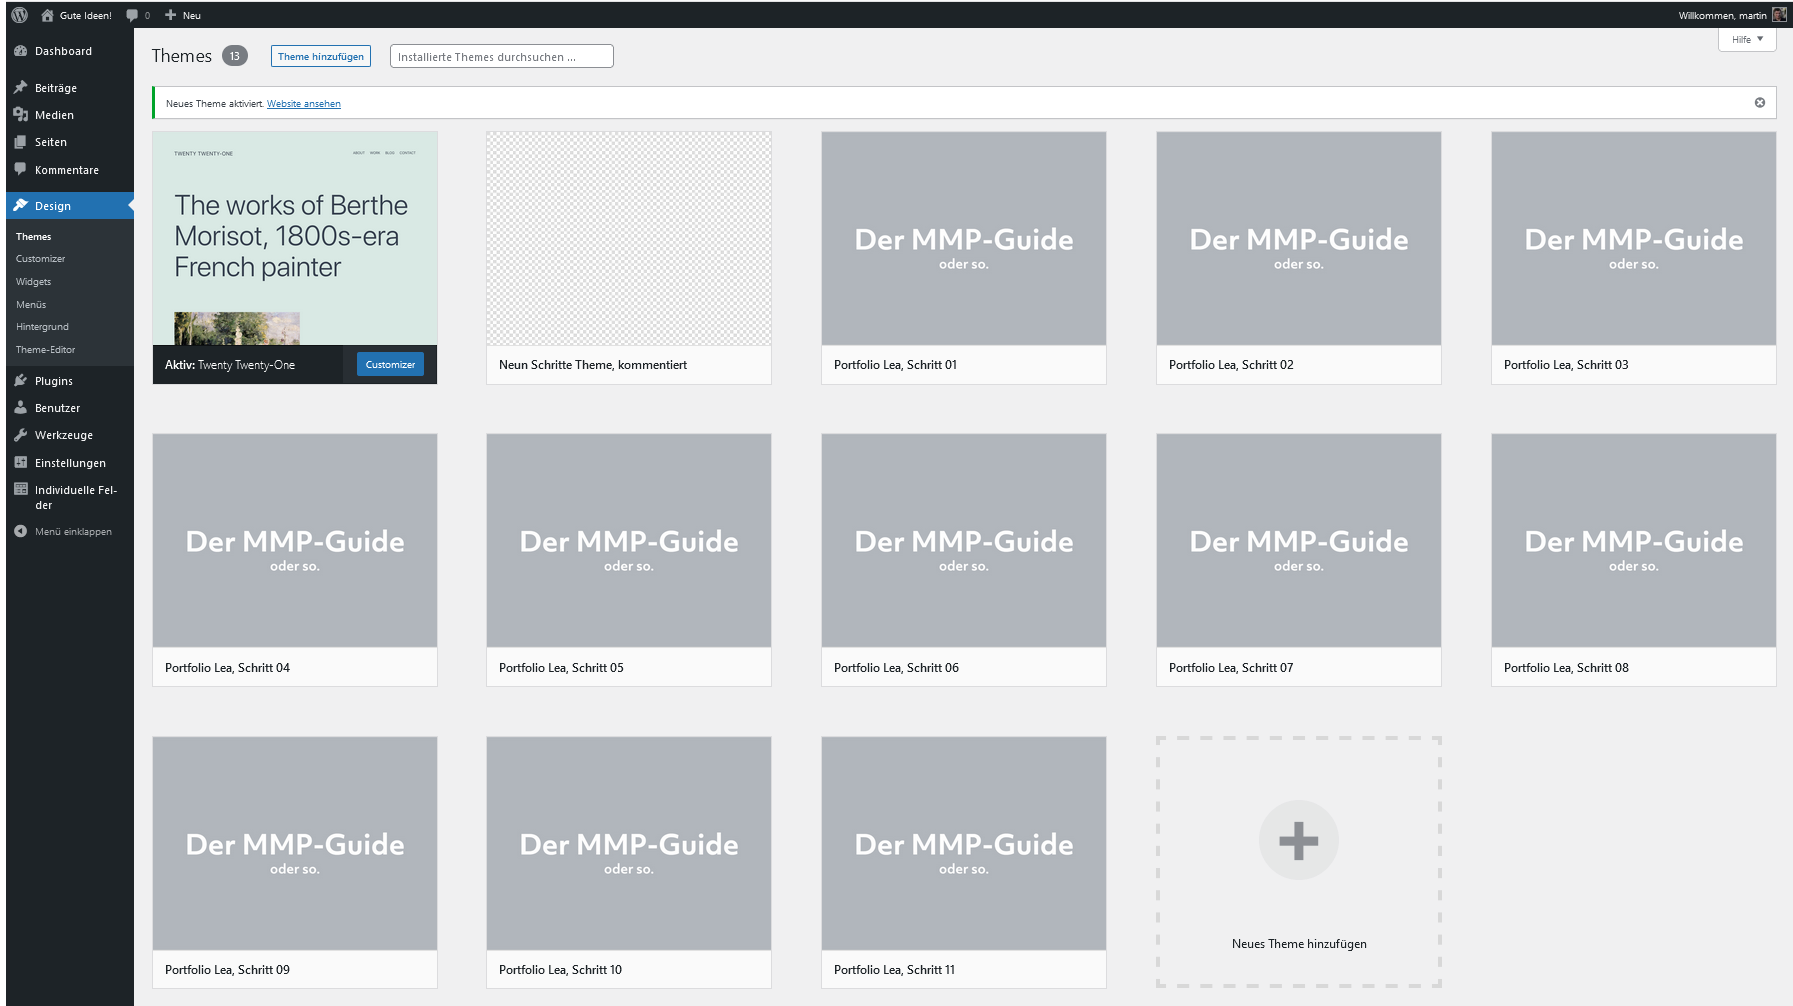 Gute Ideen!
0
Neu
Willkommen, martin
Dashboard
Beiträge
Medien
Seiten
Kommentare
Design
Themes
Customizer
Widgets
Menüs
Hintergrund
Theme-Editor
Plugins
Benutzer
Werkzeuge
Einstellungen
Individuelle Fel-
der
Menü einklappen
Hilfe
Themes
13
Theme hinzufügen
Installierte Themes durchsuchen ...
Neues Theme aktiviert. Website ansehen
TWENTY TWENTY-ONE
ABOUT WORK BLOG CONTACT
The works of Berthe
Morisot, 1800s-era
French painter
Aktiv: Twenty Twenty-One
Customizer
Neun Schritte Theme, kommentiert
Der MMP-Guide
oder so.
Portfolio Lea, Schritt 01
Der MMP-Guide
oder so.
Portfolio Lea, Schritt 02
Der MMP-Guide
oder so.
Portfolio Lea, Schritt 03
Der MMP-Guide
oder so.
Portfolio Lea, Schritt 04
Der MMP-Guide
oder so.
Portfolio Lea, Schritt 05
Der MMP-Guide
oder so.
Portfolio Lea, Schritt 06
Der MMP-Guide
oder so.
Portfolio Lea, Schritt 07
Der MMP-Guide
oder so.
Portfolio Lea, Schritt 08
Der MMP-Guide
oder so.
Portfolio Lea, Schritt 09
Der MMP-Guide
oder so.
Portfolio Lea, Schritt 10
Der MMP-Guide
oder so.
Portfolio Lea, Schritt 11
Neues Theme hinzufügen